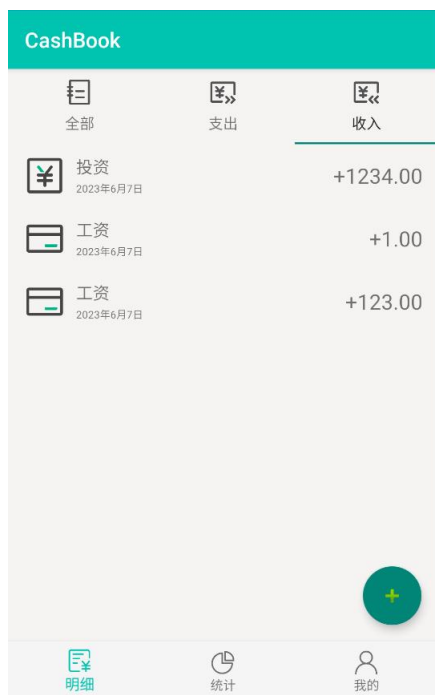 CashBook
全部 支出 收入
投资
2023年6月7日
+1234.00
工资
2023年6月7日
+1.00
工资
2023年6月7日
+123.00
明细 统计 我的